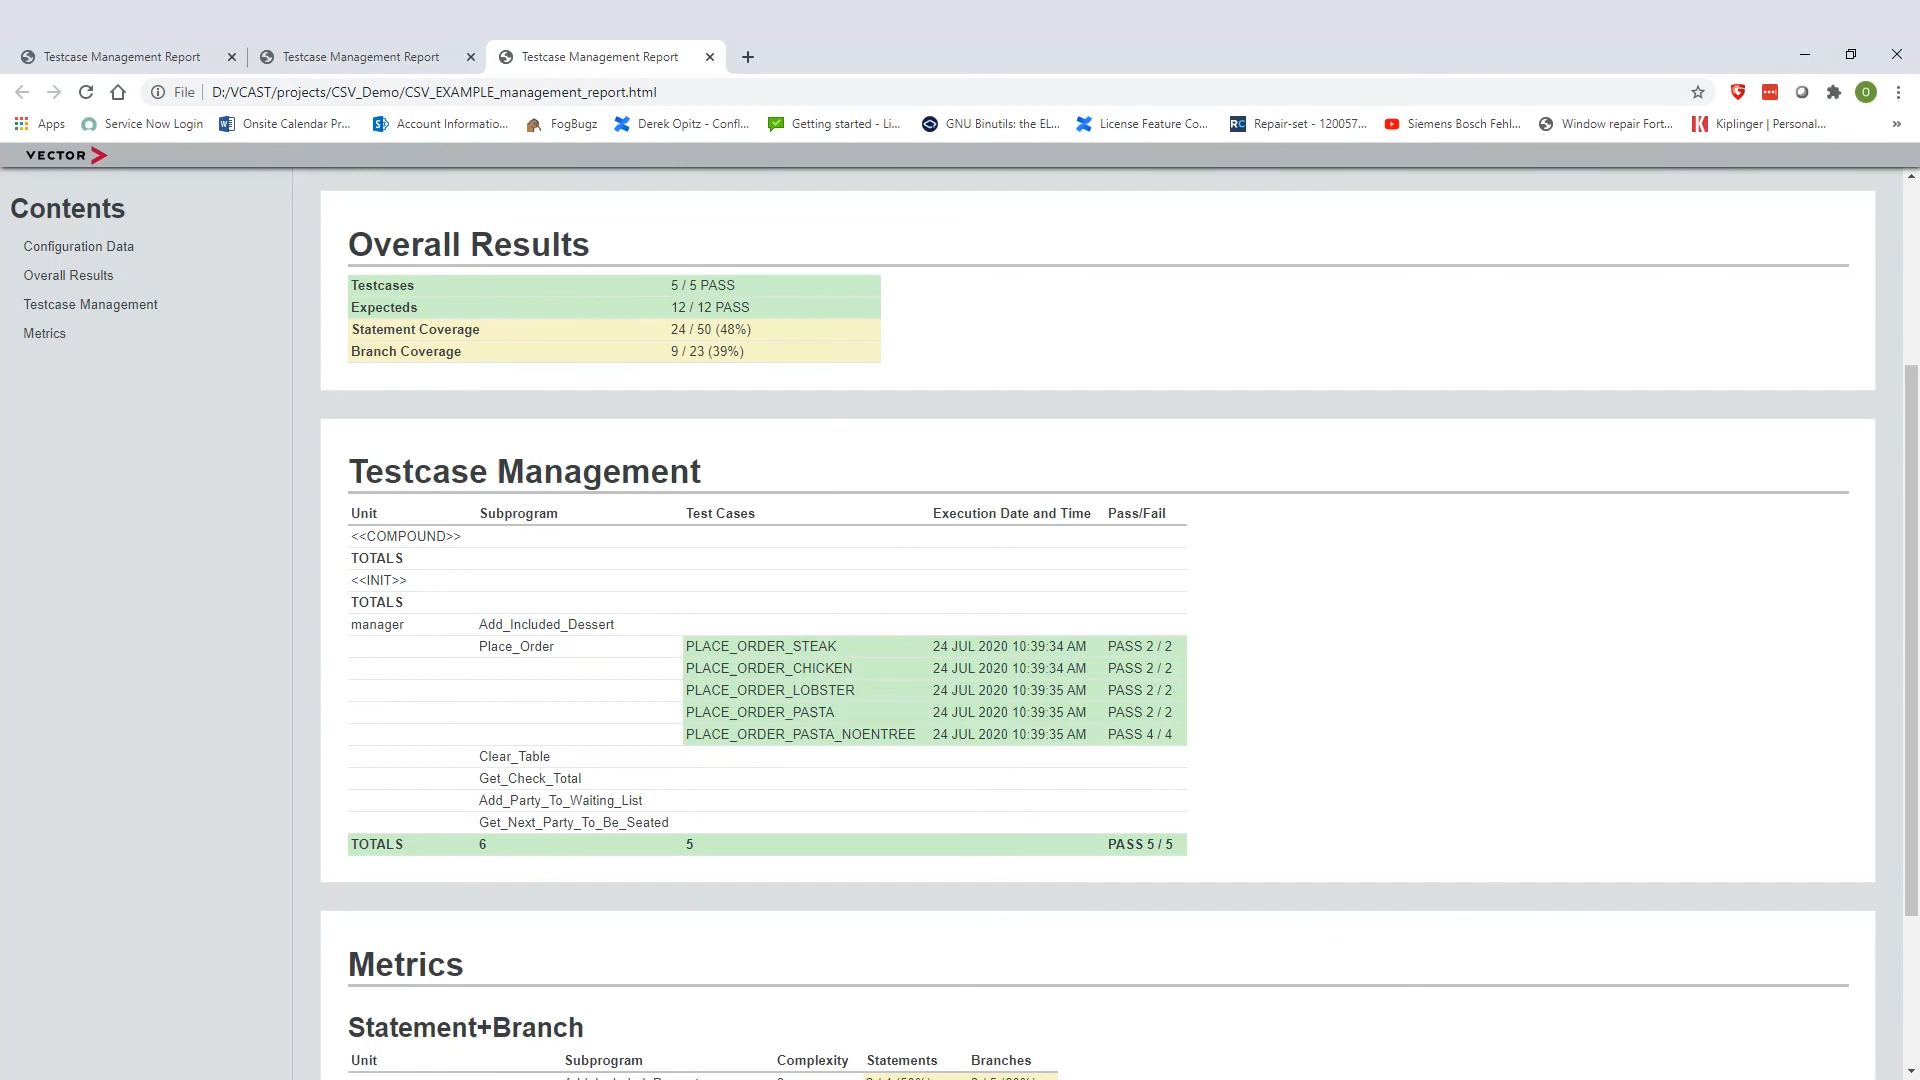 Testcase Management Report
Testcase Management Report
Testcase Management Report
File D:/VCAST/projects/CSV_Demo/CSV_EXAMPLE_management_report.html
O
Apps Service Now Login Onsite Calendar Pr... Account Informatio... FogBugz Derek Opitz - Confl... Getting started - Li... GNU Binutils: the EL... License Feature Co... RC Repair-set - 120057... Siemens Bosch Fehl... Window repair Fort... Kiplinger | Personal... »
VECTOR
Contents
Configuration Data
Overall Results
Testcase Management
Metrics
Overall Results
Testcases 5 / 5 PASS
Expecteds 12 / 12 PASS
Statement Coverage 24 / 50 (48%)
Branch Coverage 9 / 23 (39%)
Testcase Management
Unit Subprogram Test Cases Execution Date and Time Pass/Fail
<<COMPOUND>>
TOTALS
<<INIT>>
TOTALS
manager Add_Included_Dessert
Place_Order PLACE_ORDER_STEAK 24 JUL 2020 10:39:34 AM PASS 2 / 2
PLACE_ORDER_CHICKEN 24 JUL 2020 10:39:34 AM PASS 2 / 2
PLACE_ORDER_LOBSTER 24 JUL 2020 10:39:35 AM PASS 2 / 2
PLACE_ORDER_PASTA 24 JUL 2020 10:39:35 AM PASS 2 / 2
PLACE_ORDER_PASTA_NOENTREE 24 JUL 2020 10:39:35 AM PASS 4 / 4
Clear_Table
Get_Check_Total
Add_Party_To_Waiting_List
Get_Next_Party_To_Be_Seated
TOTALS 6 5 PASS 5 / 5
Metrics
Statement+Branch
Unit Subprogram Complexity Statements Branches